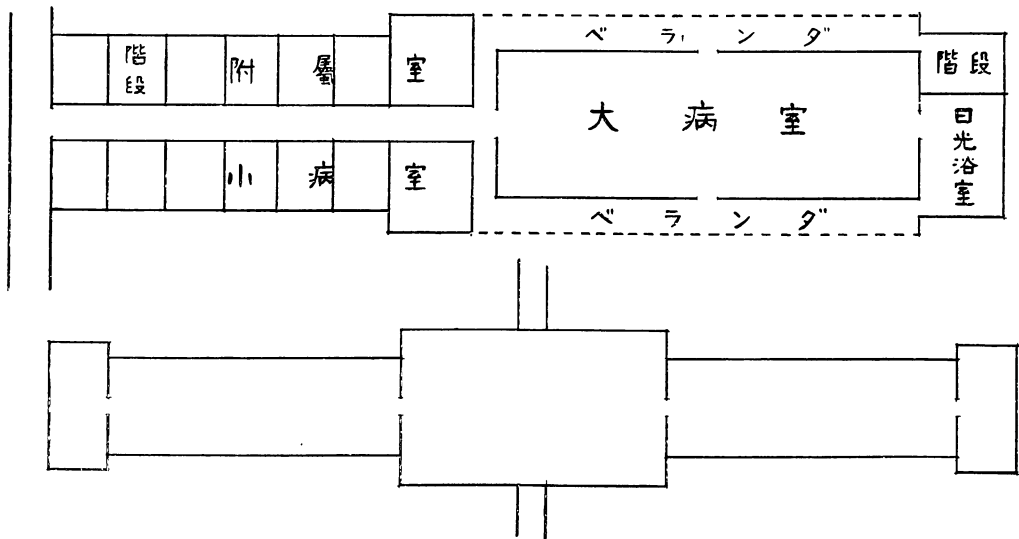 ベランダ
階段
附屬室
階段
大病室
日光浴室
小病室
ベランダ